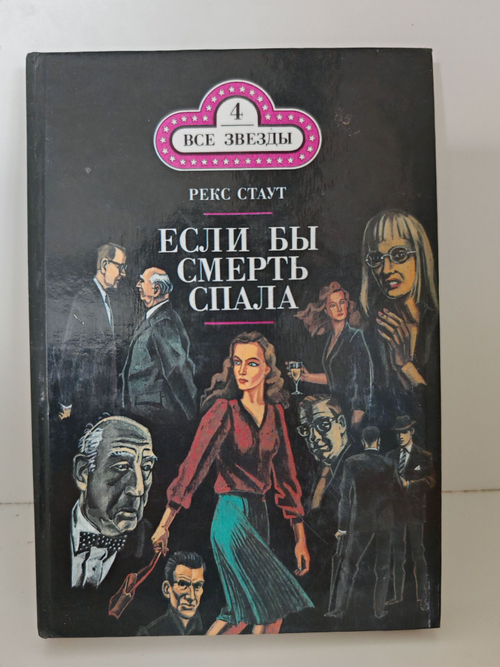 4
ВСЕ ЗВЕЗДЫ
РЕКС СТАУТ
ЕСЛИ БЫ
СМЕРТЬ
СПАЛА